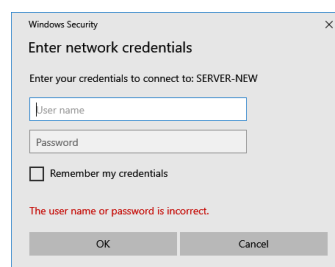 Windows Security
Enter network credentials
Enter your credentials to connect to: SERVER-NEW
User name
Password
Remember my credentials
The user name or password is incorrect.
OK
Cancel